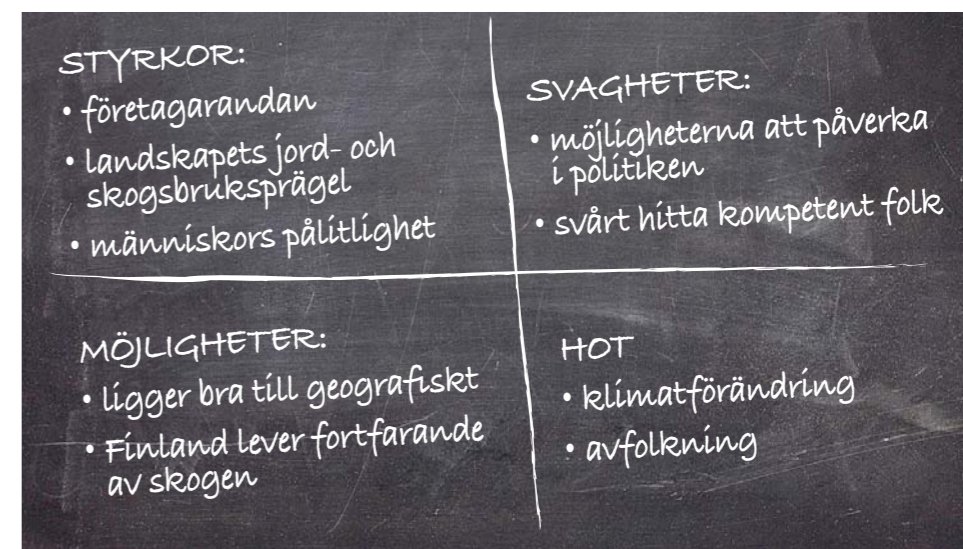 STYRKOR:
• företagarandan
• landskapets jord- och
skogsbruksprägel
• människors pålitlighet
SVAGHETER:
• möjligheterna att påverka
i politiken
• svårt hitta kompetent folk
MÖJLIGHETER:
• ligger bra till geografiskt
• Finland lever fortfarande
av skogen
HOT
• klimatförändring
• avfolkning